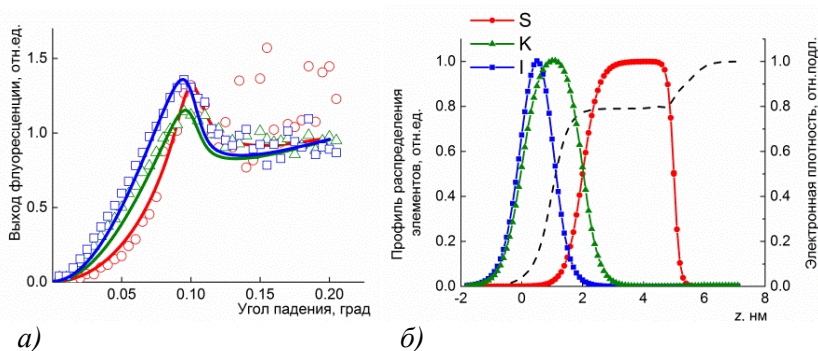 Выход флуоресценции, отн.ед.
1.5
1.0
0.5
0.0
0.05
0.10
0.15
0.20
Угол падения, град
а)
S
K
I
Профиль распределения
элементов, отн.ед.
1.0
0.8
0.6
0.4
0.2
0.0
-2
0
2
4
6
8
z. нм
1.0
0.8
0.6
0.4
0.2
0.0
Электронная плотность, отн.подл.
б)